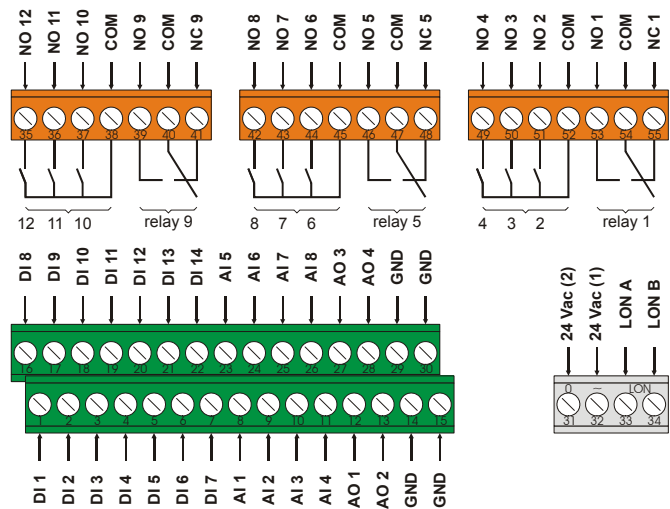 NO 12 NO 11 NO 10 COM NO 9 COM NC 9
NO 8 NO 7 NO 6 COM NO 5 COM NC 5
NO 4 NO 3 NO 2 COM NO 1 COM NC 1
35 36 37 38 39 40 41
42 43 44 45 46 47 48
49 50 51 52 53 54 55
12 11 10 relay 9
8 7 6 relay 5
4 3 2 relay 1
DI 8 DI 9 DI 10 DI 11 DI 12 DI 13 DI 14 AI 5 AI 6 AI 7 AI 8 AO 3 AO 4 GND GND
16 17 18 19 20 21 22 23 24 25 26 27 28 29 30
1 2 3 4 5 6 7 8 9 10 11 12 13 14 15
DI 1 DI 2 DI 3 DI 4 DI 5 DI 6 DI 7 AI 1 AI 2 AI 3 AI 4 AO 1 AO 2 GND GND
24 Vac (2) 24 Vac (1) LON A LON B
0 ~ LON
31 32 33 34